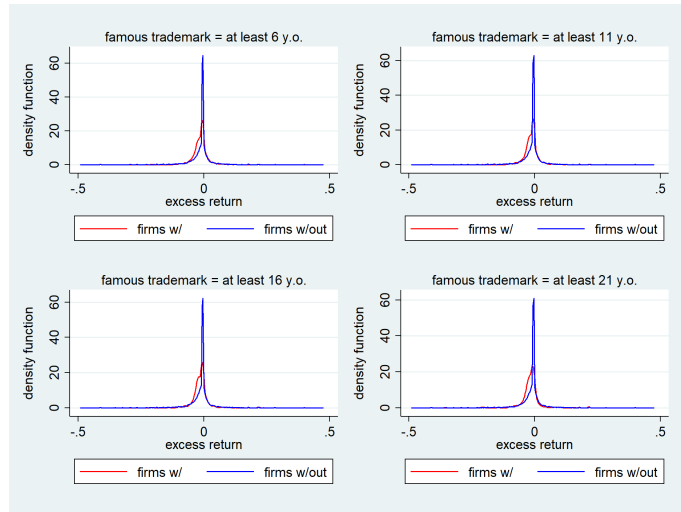 famous trademark = at least 6 y.o.
density function
0 20 40 60
-.5 0 .5
excess return
firms w/ firms w/out
famous trademark = at least 11 y.o.
density function
0 20 40 60
-.5 0 .5
excess return
firms w/ firms w/out
famous trademark = at least 16 y.o.
density function
0 20 40 60
-.5 0 .5
excess return
firms w/ firms w/out
famous trademark = at least 21 y.o.
density function
0 20 40 60
-.5 0 .5
excess return
firms w/ firms w/out